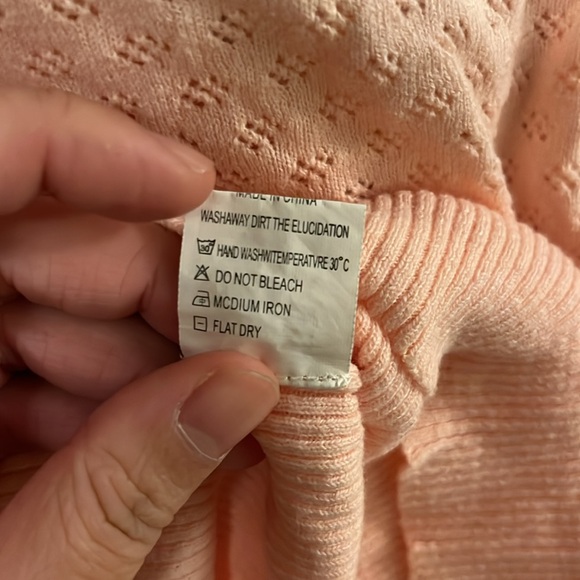 MADE IN CHINA
WASHAWAY DIRT THE ELUCIDATION
HAND WASHWITEMPERATVRE 30°C
DO NOT BLEACH
MCDIUM IRON
FLAT DRY